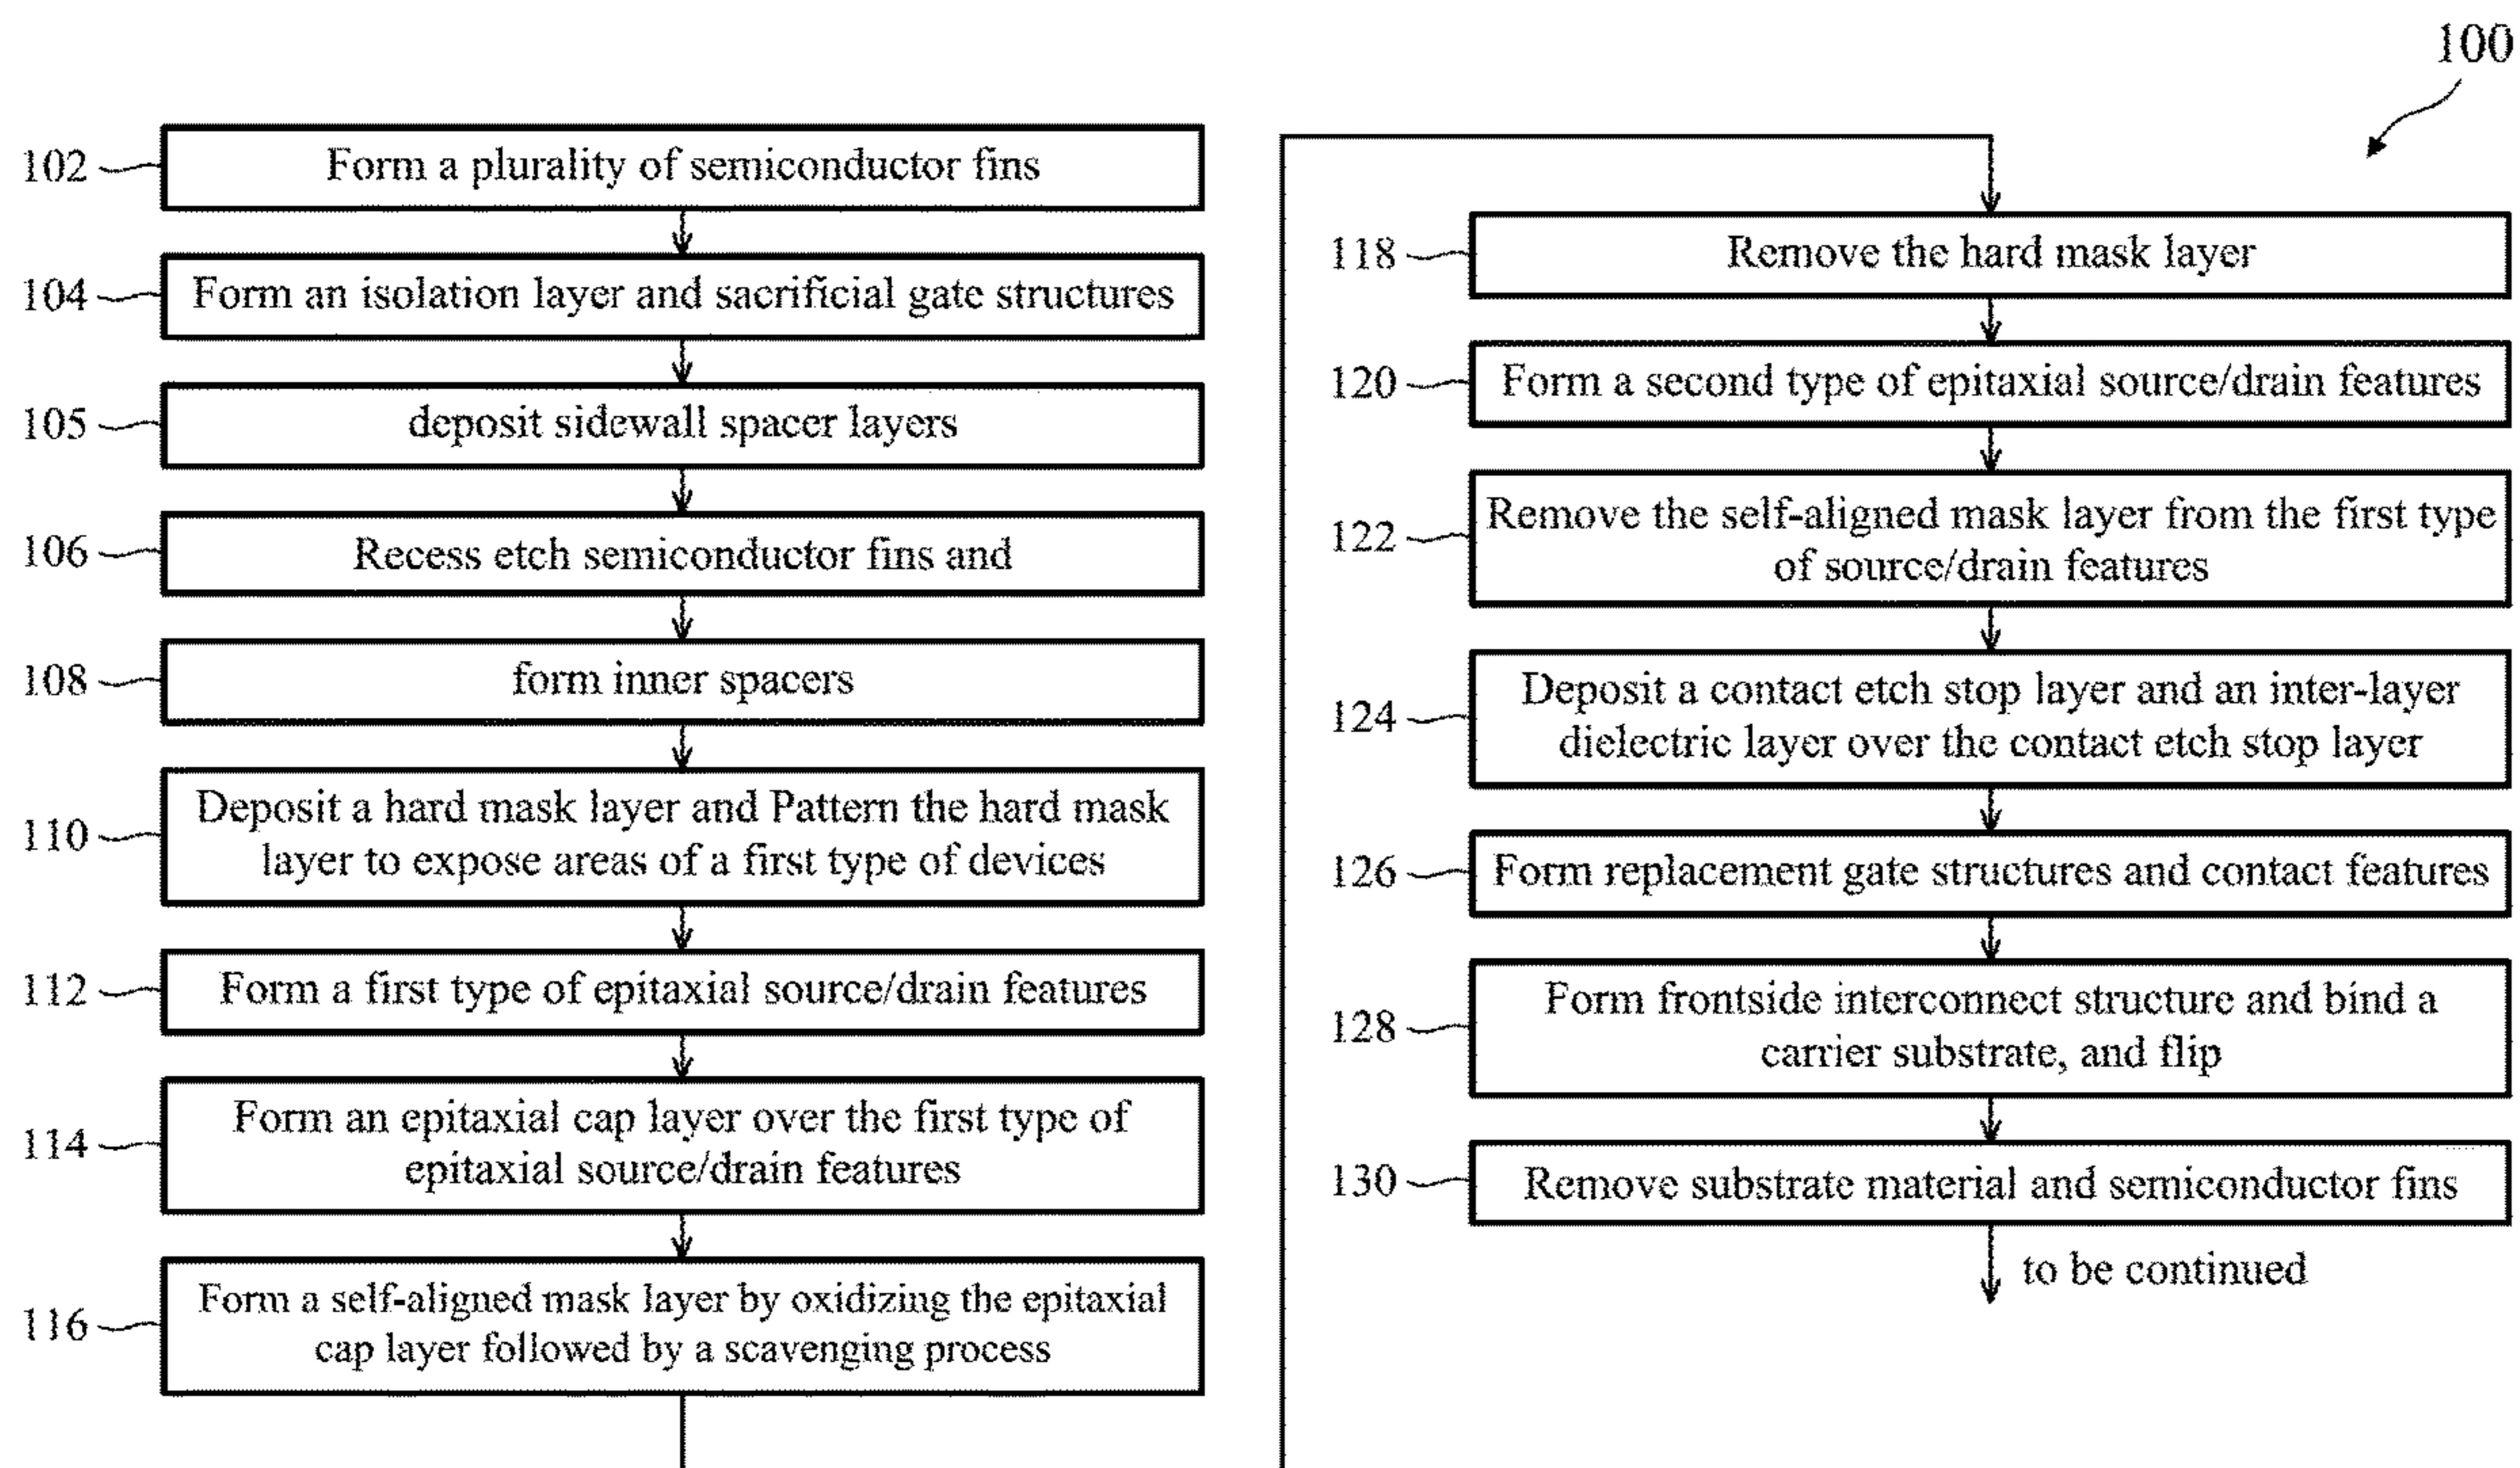 100
102
Form a plurality of semiconductor fins
104
Form an isolation layer and sacrificial gate structures
105
deposit sidewall spacer layers
106
Recess etch semiconductor fins and
108
form inner spacers
110
Deposit a hard mask layer and Pattern the hard mask
layer to expose areas of a first type of devices
112
Form a first type of epitaxial source/drain features
114
Form an epitaxial cap layer over the first type of
epitaxial source/drain features
116
Form a self-aligned mask layer by oxidizing the epitaxial
cap layer followed by a scavenging process
118
Remove the hard mask layer
120
Form a second type of epitaxial source/drain features
122
Remove the self-aligned mask layer from the first type
of source/drain features
124
Deposit a contact etch stop layer and an inter-layer
dielectric layer over the contact etch stop layer
126
Form replacement gate structures and contact features
128
Form frontside interconnect structure and bind a
carrier substrate, and flip
130
Remove substrate material and semiconductor fins
to be continued